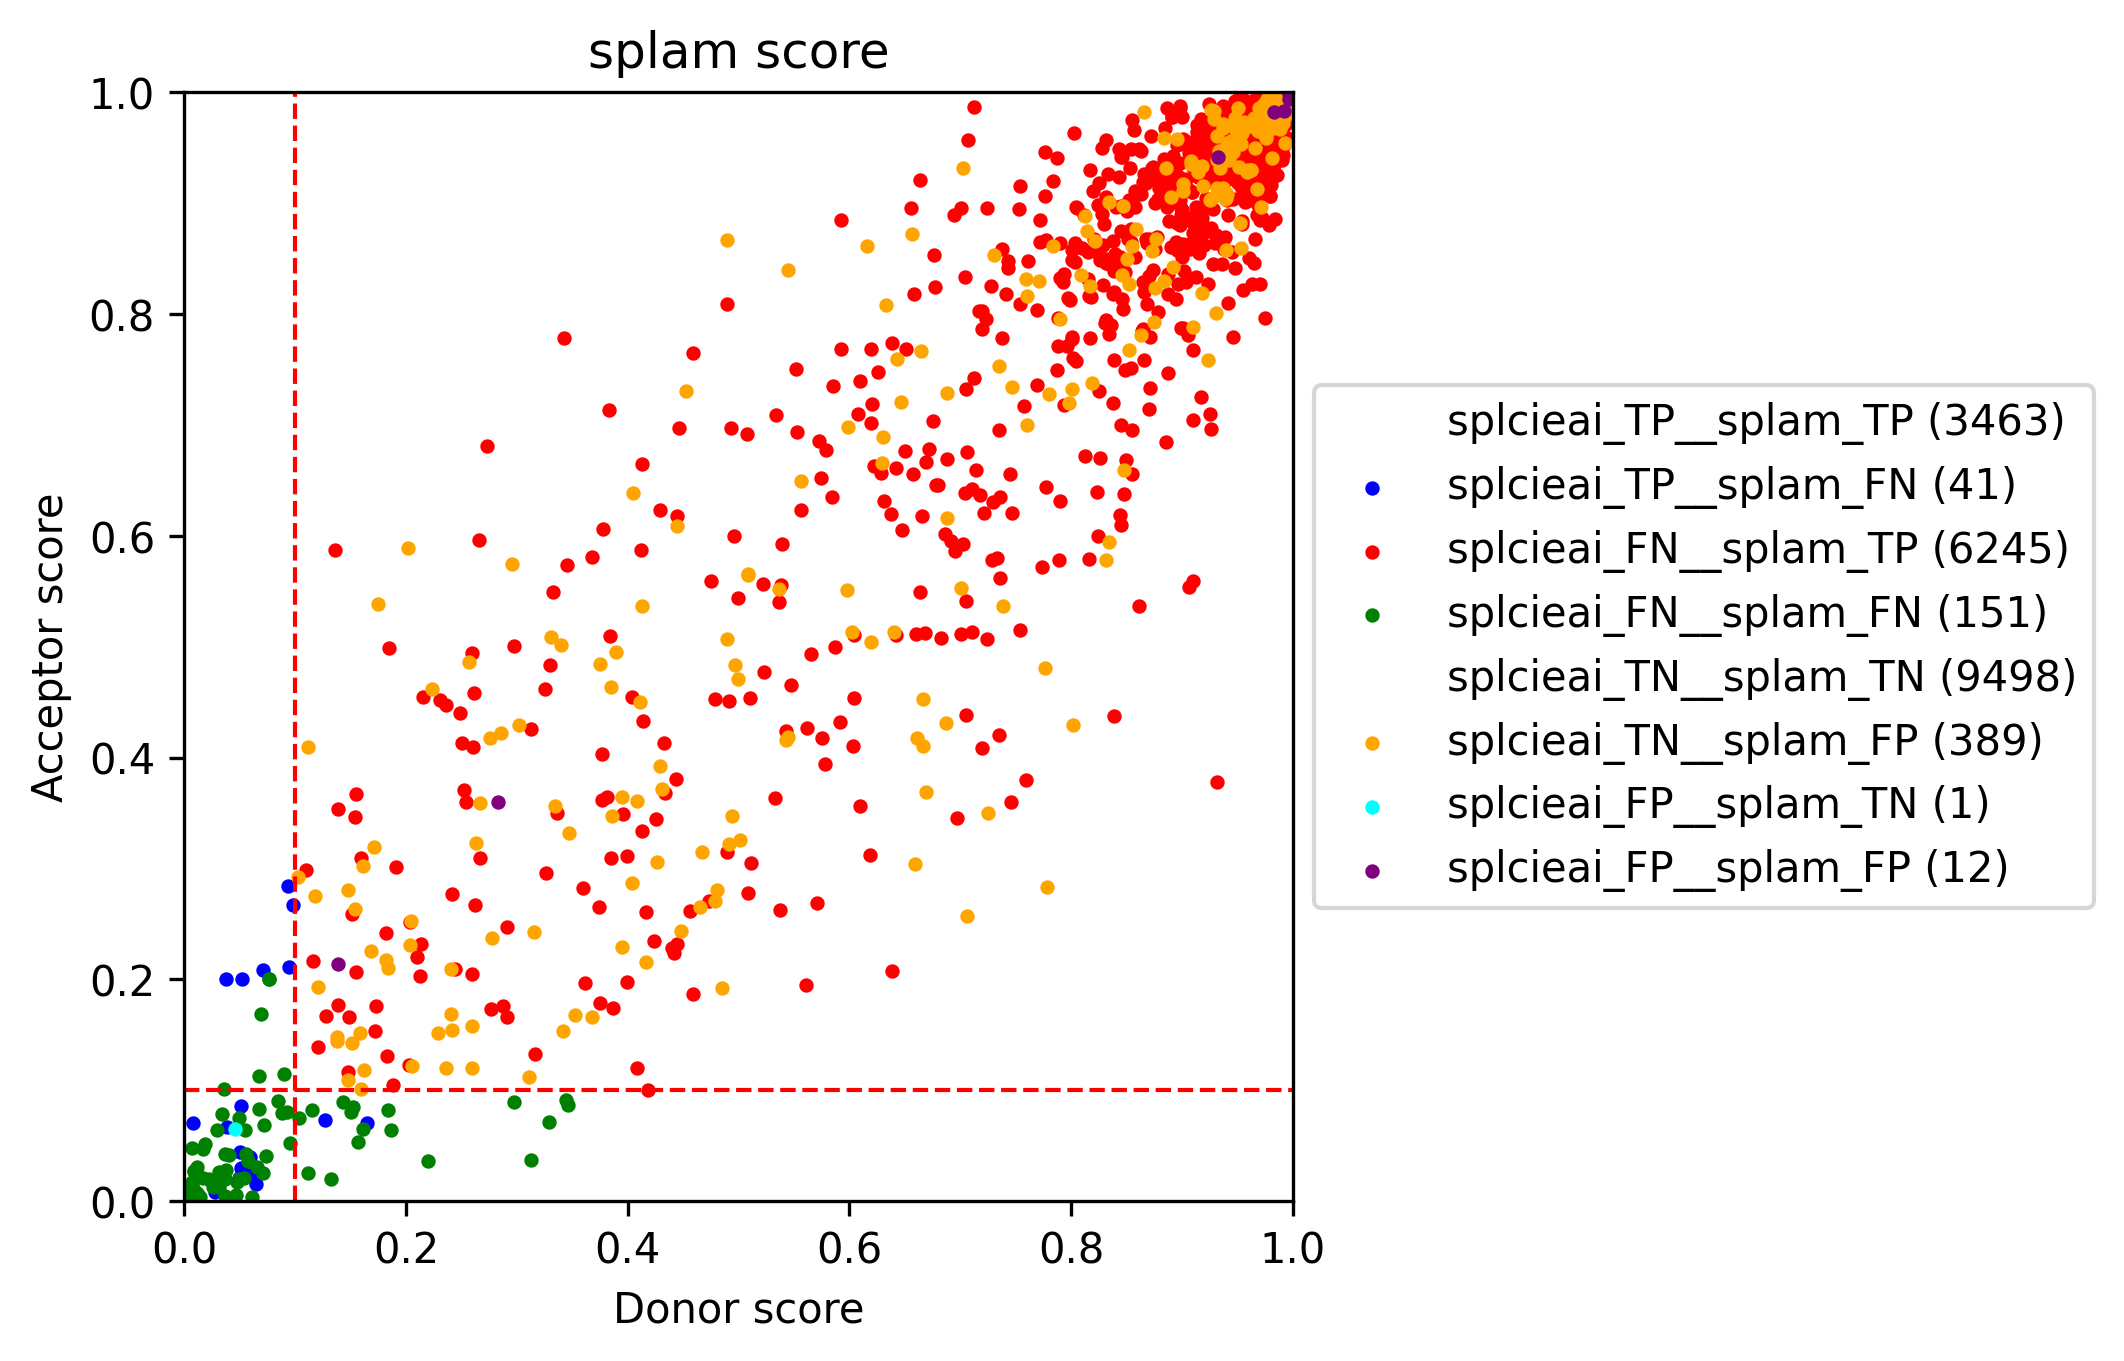 splam score
1.0
0.8
0.6
0.4
0.2
0.0
Acceptor score
0.0 0.2 0.4 0.6 0.8 1.0
Donor score
splcieai_TP__splam_TP (3463)
splcieai_TP__splam_FN (41)
splcieai_FN__splam_TP (6245)
splcieai_FN__splam_FN (151)
splcieai_TN__splam_TN (9498)
splcieai_TN__splam_FP (389)
splcieai_FP__splam_TN (1)
splcieai_FP__splam_FP (12)